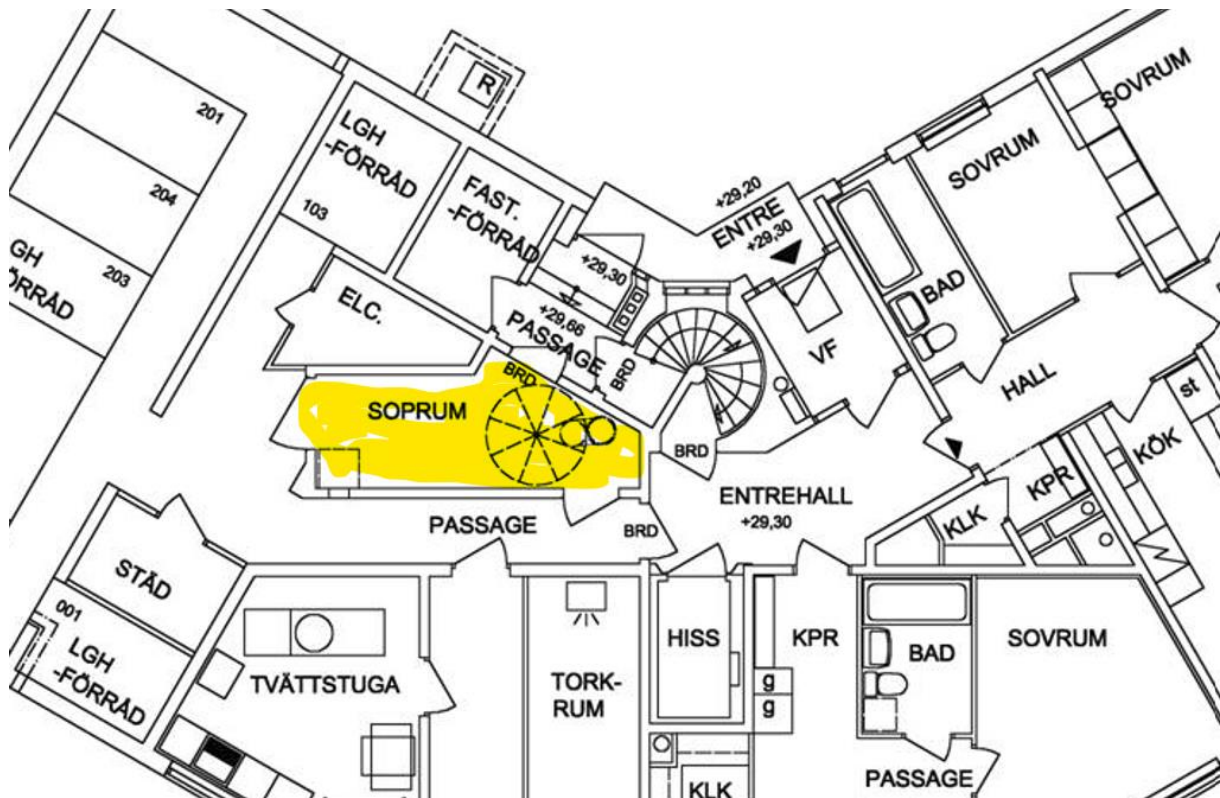 R
SOVRUM
201
LGH
-FÖRRÅD
SOVRUM
204
FAST.
-FÖRRÅD
+29,20
ENTRE
+29,30
103
203
+29,30
BAD
ELC.
+29,66
PASSAGE
VF
BRD
BRD
HALL
st
SOPRUM
KÖK
BRD
KPR
ENTREHALL
+29,30
KLK
PASSAGE
BRD
STÄD
001
LGH
-FÖRRÅD
HISS
KPR
BAD
SOVRUM
TVÄTTSTUGA
TORK-
RUM
g
g
PASSAGE
KLK